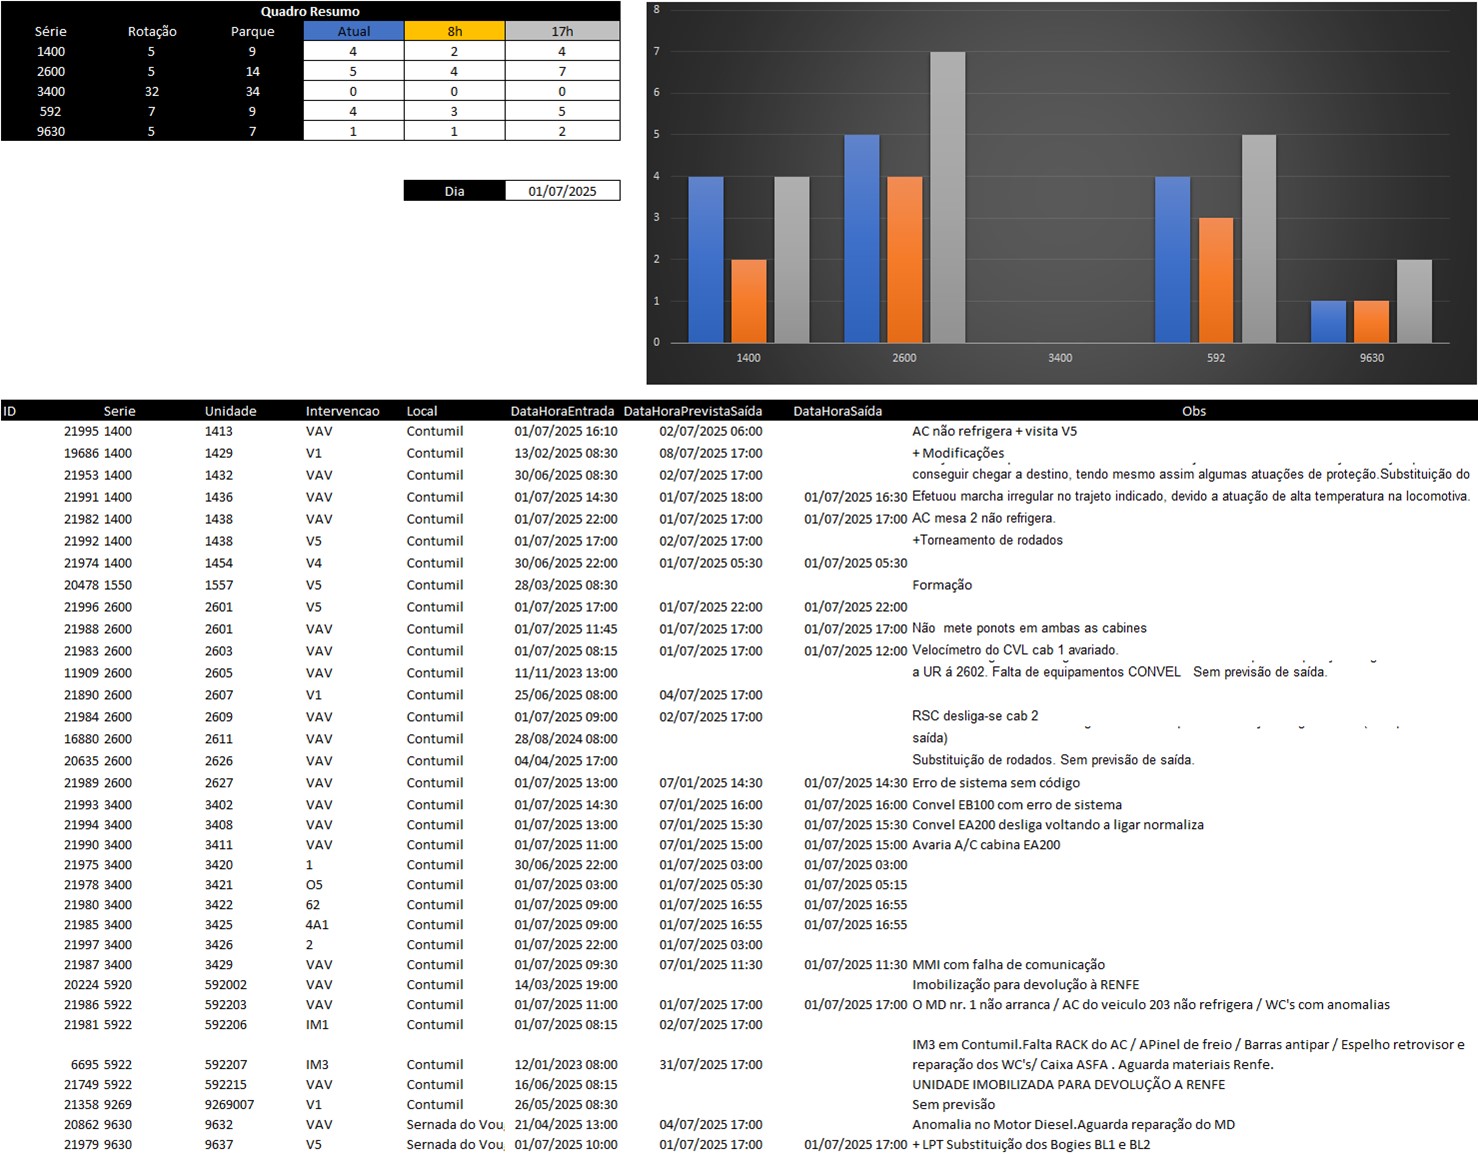 Quadro Resumo
Série Rotação Parque Atual 8h 17h
1400 5 9 4 2 4
2600 5 14 5 4 7
3400 32 34 0 0 0
592 7 9 4 3 5
9630 5 7 1 1 2
Dia 01/07/2025
8
7
6
5
4
3
2
1
0
1400 2600 3400 592 9630
ID Serie Unidade Intervencao Local DataHoraEntrada DataHoraPrevistaSaída DataHoraSaída Obs
21995 1400 1413 VAV Contumil 01/07/2025 16:10 02/07/2025 06:00 AC não refrigera + visita V5
19686 1400 1429 V1 Contumil 13/02/2025 08:30 08/07/2025 17:00 + Modificações
21953 1400 1432 VAV Contumil 30/06/2025 08:30 02/07/2025 17:00 conseguir chegar a destino, tendo mesmo assim algumas atuações de proteção.Substituição do
21991 1400 1436 VAV Contumil 01/07/2025 14:30 01/07/2025 18:00 01/07/2025 16:30 Efetuou marcha irregular no trajeto indicado, devido a atuação de alta temperatura na locomotiva.
21982 1400 1438 VAV Contumil 01/07/2025 22:00 01/07/2025 17:00 01/07/2025 17:00 AC mesa 2 não refrigera.
21992 1400 1438 V5 Contumil 01/07/2025 17:00 02/07/2025 17:00 +Torneamento de rodados
21974 1400 1454 V4 Contumil 30/06/2025 22:00 01/07/2025 05:30 01/07/2025 05:30
20478 1550 1557 V5 Contumil 28/03/2025 08:30 Formação
21996 2600 2601 V5 Contumil 01/07/2025 17:00 01/07/2025 22:00 01/07/2025 22:00
21988 2600 2601 VAV Contumil 01/07/2025 11:45 01/07/2025 17:00 01/07/2025 17:00 Não mete ponots em ambas as cabines
21983 2600 2603 VAV Contumil 01/07/2025 08:15 01/07/2025 17:00 01/07/2025 12:00 Velocímetro do CVL cab 1 avariado.
11909 2600 2605 VAV Contumil 11/11/2023 13:00 a UR á 2602. Falta de equipamentos CONVEL Sem previsão de saída.
21890 2600 2607 V1 Contumil 25/06/2025 08:00 04/07/2025 17:00
21984 2600 2609 VAV Contumil 01/07/2025 09:00 02/07/2025 17:00 RSC desliga-se cab 2
16880 2600 2611 VAV Contumil 28/08/2024 08:00 saída)
20635 2600 2626 VAV Contumil 04/04/2025 17:00 Substituição de rodados. Sem previsão de saída.
21989 2600 2627 VAV Contumil 01/07/2025 13:00 07/01/2025 14:30 01/07/2025 14:30 Erro de sistema sem código
21993 3400 3402 VAV Contumil 01/07/2025 14:30 07/01/2025 16:00 01/07/2025 16:00 Convel EB100 com erro de sistema
21994 3400 3408 VAV Contumil 01/07/2025 13:00 07/01/2025 15:30 01/07/2025 15:30 Convel EA200 desliga voltando a ligar normaliza
21990 3400 3411 VAV Contumil 01/07/2025 11:00 07/01/2025 15:00 01/07/2025 15:00 Avaria A/C cabina EA200
21975 3400 3420 1 Contumil 30/06/2025 22:00 01/07/2025 03:00 01/07/2025 03:00
21978 3400 3421 O5 Contumil 01/07/2025 03:00 01/07/2025 05:30 01/07/2025 05:15
21980 3400 3422 62 Contumil 01/07/2025 09:00 01/07/2025 16:55 01/07/2025 16:55
21985 3400 3425 4A1 Contumil 01/07/2025 09:00 01/07/2025 16:55 01/07/2025 16:55
21997 3400 3426 2 Contumil 01/07/2025 22:00 01/07/2025 03:00
21987 3400 3429 VAV Contumil 01/07/2025 09:30 07/01/2025 11:30 01/07/2025 11:30 MMI com falha de comunicação
20224 5920 592002 VAV Contumil 14/03/2025 19:00 Imobilização para devolução à RENFE
21986 5922 592203 VAV Contumil 01/07/2025 11:00 01/07/2025 17:00 01/07/2025 17:00 O MD nr. 1 não arranca / AC do veiculo 203 não refrigera / WC's com anomalias
21981 5922 592206 IM1 Contumil 01/07/2025 08:15 02/07/2025 17:00
IM3 em Contumil.Falta RACK do AC / APinel de freio / Barras antipar / Espelho retrovisor e
6695 5922 592207 IM3 Contumil 12/01/2023 08:00 31/07/2025 17:00 reparação dos WC's/ Caixa ASFA . Aguarda materiais Renfe.
21749 5922 592215 VAV Contumil 16/06/2025 08:15 UNIDADE IMOBILIZADA PARA DEVOLUÇÃO A RENFE
21358 9269 9269007 V1 Contumil 26/05/2025 08:30 Sem previsão
20862 9630 9632 VAV Sernada do Vou 21/04/2025 13:00 04/07/2025 17:00 Anomalia no Motor Diesel.Aguarda reparação do MD
21979 9630 9637 V5 Sernada do Vou 01/07/2025 10:00 01/07/2025 17:00 01/07/2025 17:00 + LPT Substituição dos Bogies BL1 e BL2